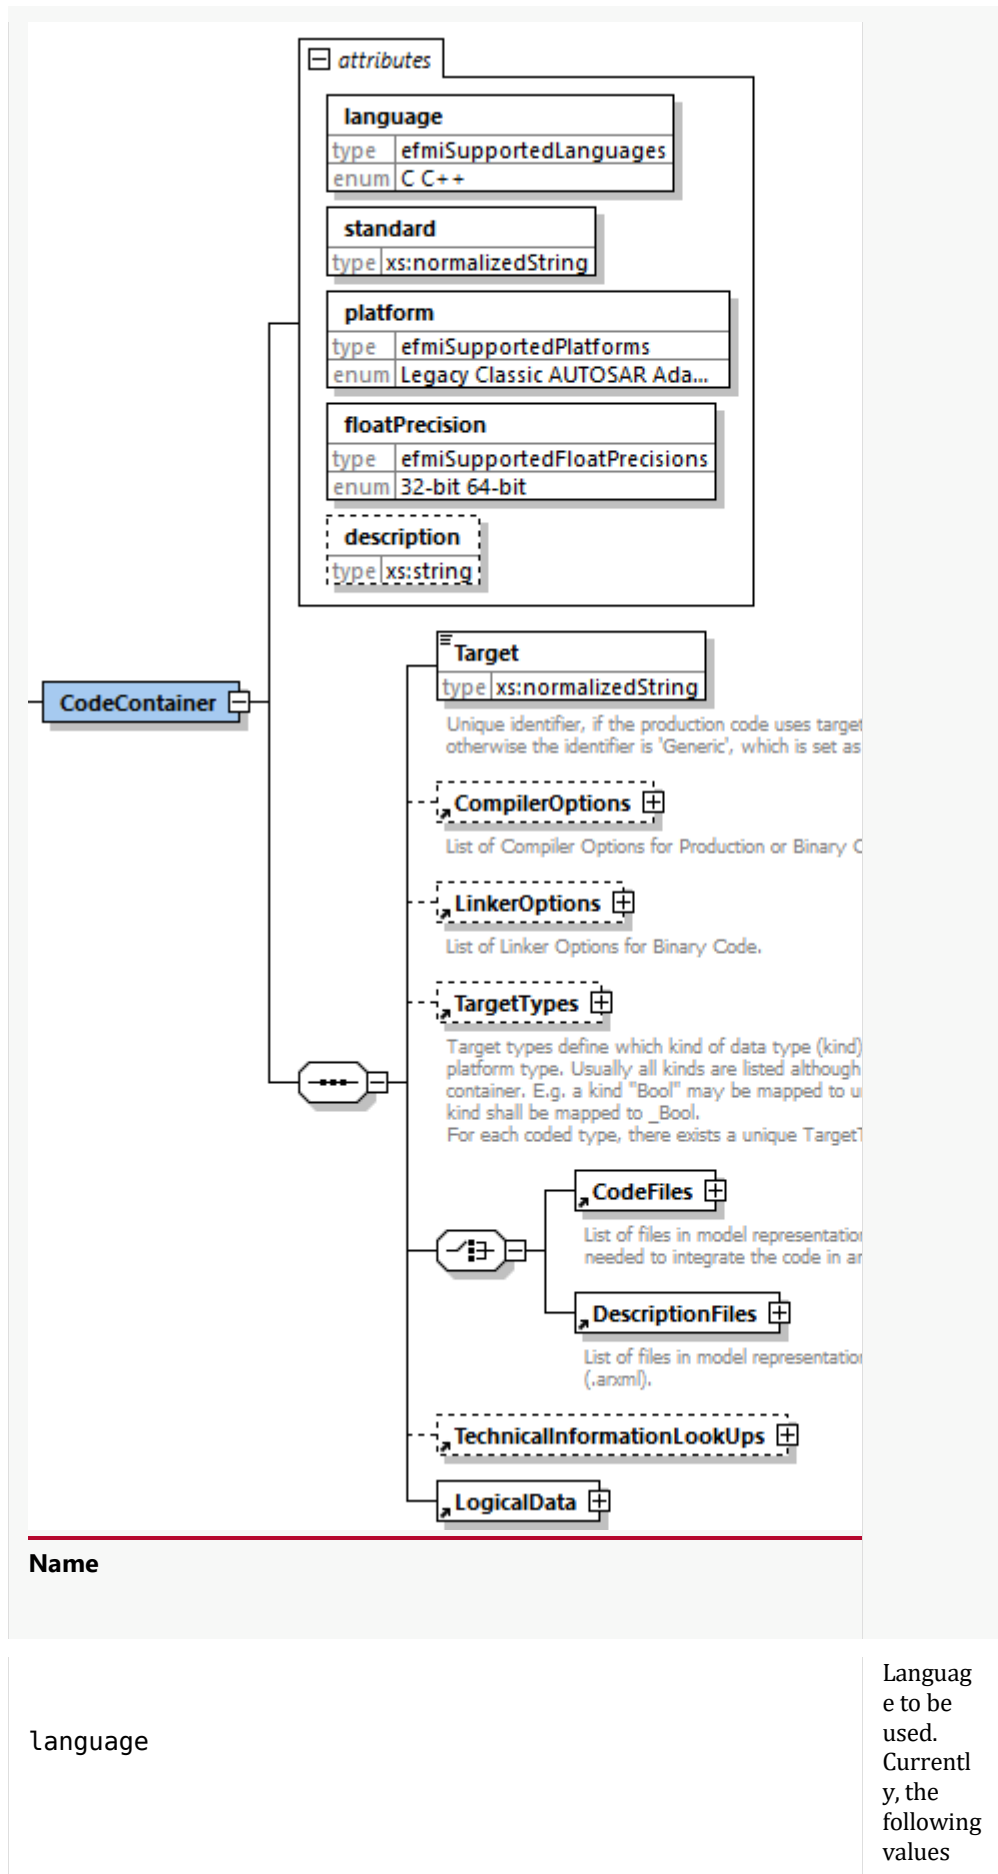 attributes
language
type efmiSupportedLanguages
enum C C++
standard
type xs:normalizedString
platform
type efmiSupportedPlatforms
enum Legacy Classic AUTOSAR Ada...
floatPrecision
type efmiSupportedFloatPrecisions
enum 32-bit 64-bit
description
type xs:string
CodeContainer
Target
type xs:normalizedString
Unique identifier, if the production code uses target
otherwise the identifier is 'Generic', which is set as
CompilerOptions
List of Compiler Options for Production or Binary C
LinkerOptions
List of Linker Options for Binary Code.
TargetTypes
Target types define which kind of data type (kind)
platform type. Usually all kinds are listed although
container. E.g. a kind "Bool" may be mapped to u
kind shall be mapped to _Bool.
For each coded type, there exists a unique TargetT
CodeFiles
List of files in model representation
needed to integrate the code in an
DescriptionFiles
List of files in model representation
(.arxml).
TechnicalInformationLookUps
LogicalData
Name
language
Languag
e to be
used.
Currentl
y, the
following
values